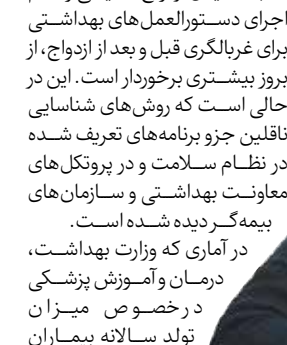 اجرای دستورالعمل‌های بهداشتی
برای غربالگری قبل و بعد از ازدواج، از
بروز بیشتری برخوردار است. این در
حالی است که روش‌های شناسایی
ناقلین جزو برنامه‌های تعریف شده
در نظام سلامت و در پروتکل‌های
معاونت بهداشتی و سازمان‌های
بیمه‌گر دیده شده است.
در آماری که وزارت بهداشت،
درمان و آموزش پزشکی
درخصوص میزان
تولد سالانه بیماران